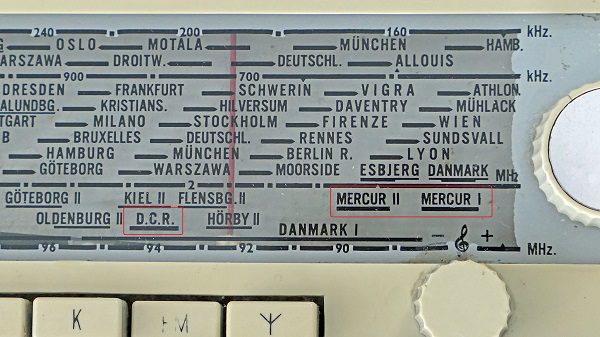 240 200 160 kHz.
OSLO MOTALA MÜNCHEN HAMB.
ARSZAWA DROITW. DEUTSCHL. ALLOUIS
900 700 kHz.
DRESDEN FRANKFURT SCHWERIN VIGRA ATHLON.
ALUNDBG. KRISTIANS. HILVERSUM DAVENTRY MÜHLACK
TGART MILANO STOCKHOLM FIRENZE WIEN
B BRUXELLES DEUTSCHL. RENNES SUNDSVALL
HAMBURG MÜNCHEN BERLIN R. LYON
GÖTEBORG WARSZAWA MOORSIDE ESBJERG DANMARK
2 MHz
GÖTEBORG II KIEL II FLENSBG. II MERCUR II MERCUR I
OLDENBURG II D.C.R. HÖRBY II DANMARK I
96 94 92 90 − + MHz.
K FM